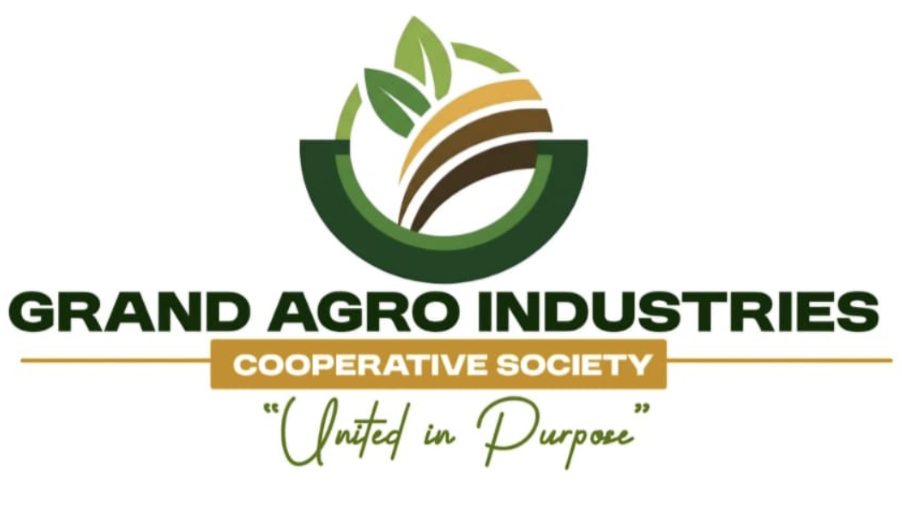 GRAND AGRO INDUSTRIES
COOPERATIVE SOCIETY
“United in Purpose”